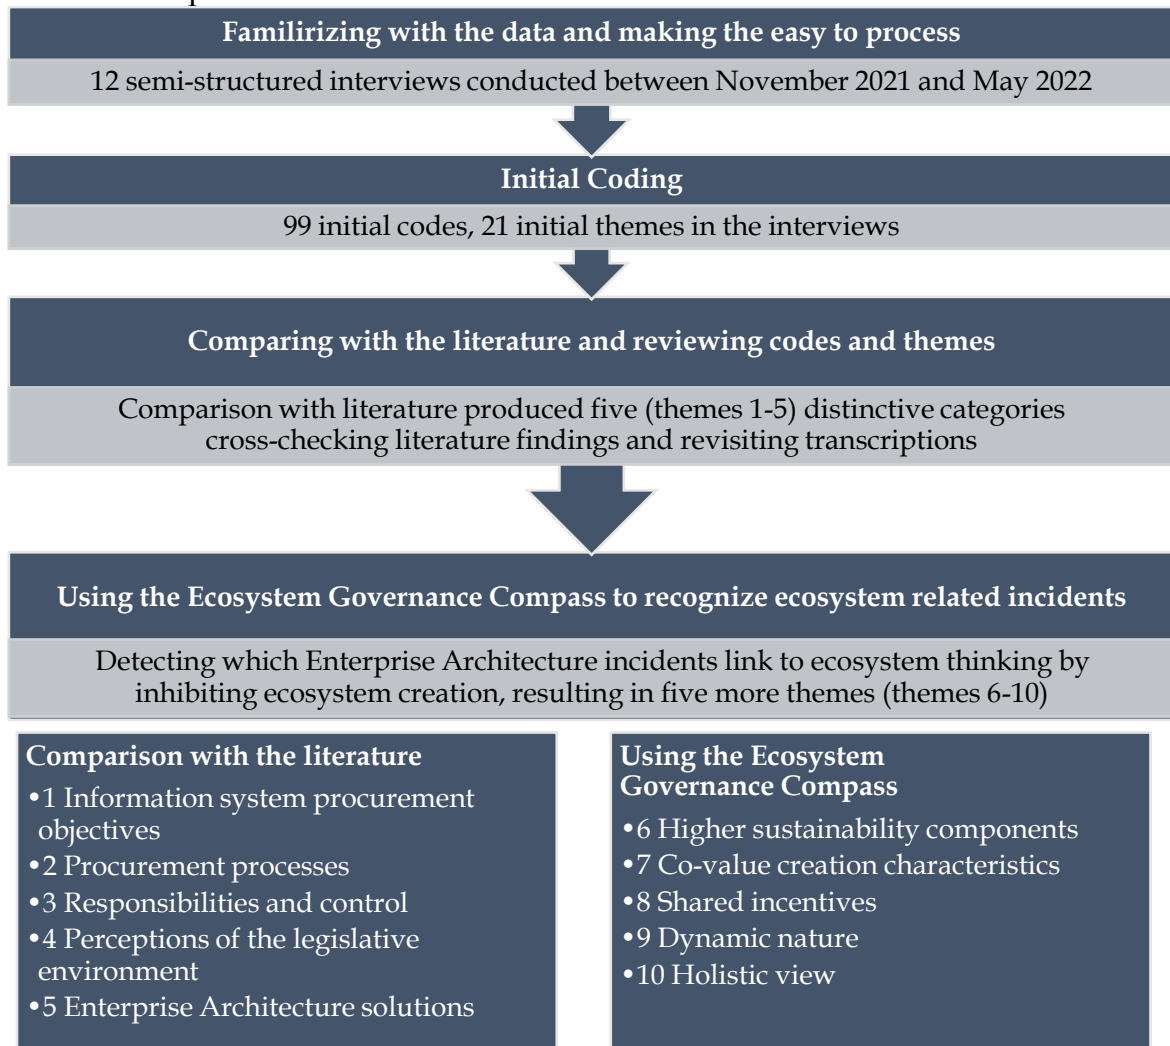 Familirizing with the data and making the easy to process
12 semi-structured interviews conducted between November 2021 and May 2022
Initial Coding
99 initial codes, 21 initial themes in the interviews
Comparing with the literature and reviewing codes and themes
Comparison with literature produced five (themes 1-5) distinctive categories
cross-checking literature findings and revisiting transcriptions
Using the Ecosystem Governance Compass to recognize ecosystem related incidents
Detecting which Enterprise Architecture incidents link to ecosystem thinking by
inhibiting ecosystem creation, resulting in five more themes (themes 6-10)
Comparison with the literature
•1 Information system procurement
objectives
•2 Procurement processes
•3 Responsibilities and control
•4 Perceptions of the legislative
environment
•5 Enterprise Architecture solutions
Using the Ecosystem
Governance Compass
•6 Higher sustainability components
•7 Co-value creation characteristics
•8 Shared incentives
•9 Dynamic nature
•10 Holistic view